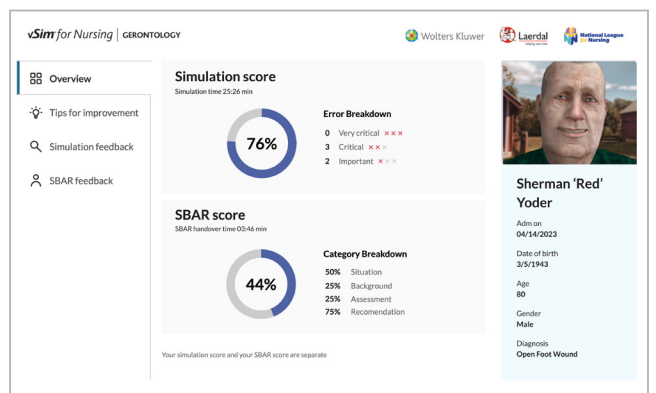 vSim for Nursing | GERONTOLOGY
Wolters Kluwer
Laerdal
helping save lives
National League
for Nursing
Overview
Tips for improvement
Simulation feedback
SBAR feedback
Simulation score
Simulation time 25:26 min
76%
Error Breakdown
0 Very critical ×××
3 Critical ×××
2 Important ×××
SBAR score
SBAR handover time 03:46 min
44%
Category Breakdown
50% Situation
25% Background
25% Assessment
75% Recomendation
Your simulation score and your SBAR score are separate
Sherman ‘Red’
Yoder
Adm on
04/14/2023
Date of birth
3/5/1943
Age
80
Gender
Male
Diagnosis
Open Foot Wound